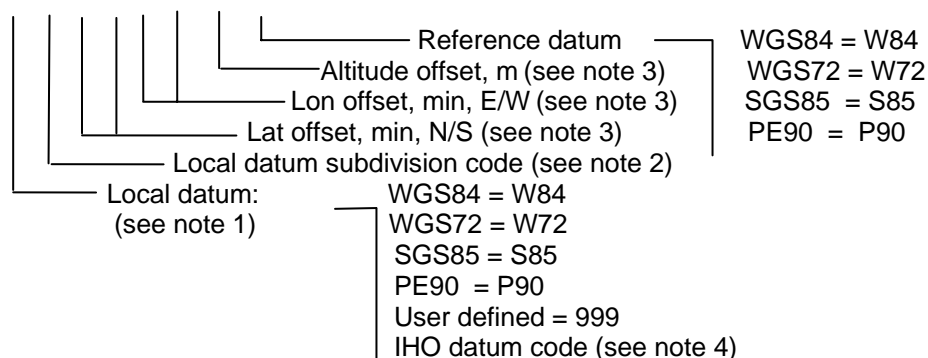 Reference datum WGS84 = W84
Altitude offset, m (see note 3) WGS72 = W72
Lon offset, min, E/W (see note 3) SGS85 = S85
Lat offset, min, N/S (see note 3) PE90 = P90
Local datum subdivision code (see note 2)
Local datum: WGS84 = W84
(see note 1) WGS72 = W72
SGS85 = S85
PE90 = P90
User defined = 999
IHO datum code (see note 4)